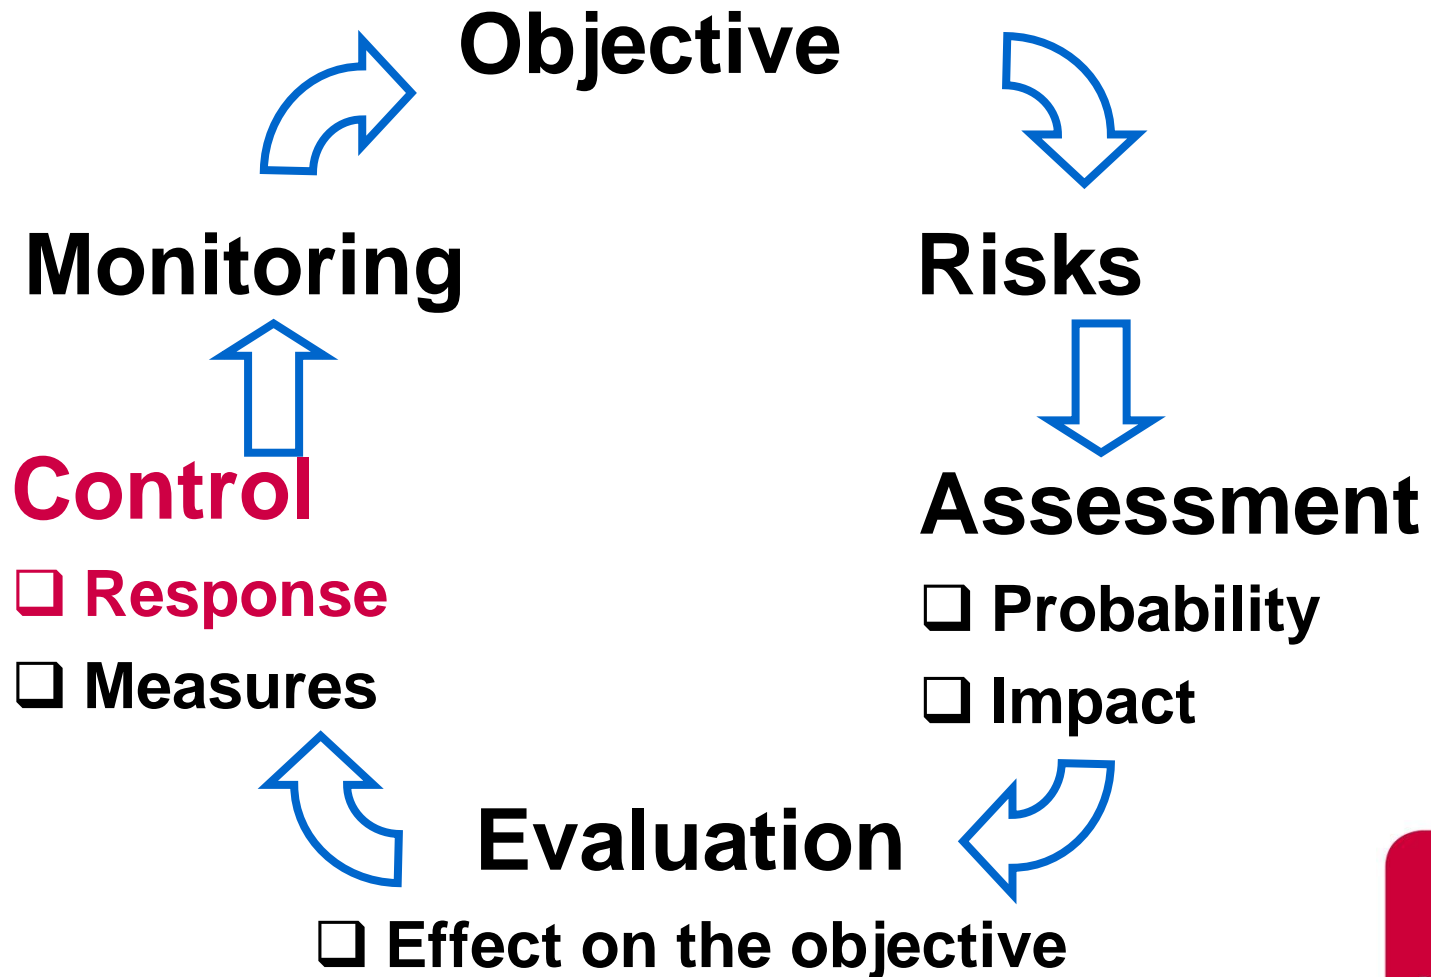 Objective
Monitoring
Risks
Control
❑ Response
❑ Measures
Assessment
❑ Probability
❑ Impact
Evaluation
❑ Effect on the objective